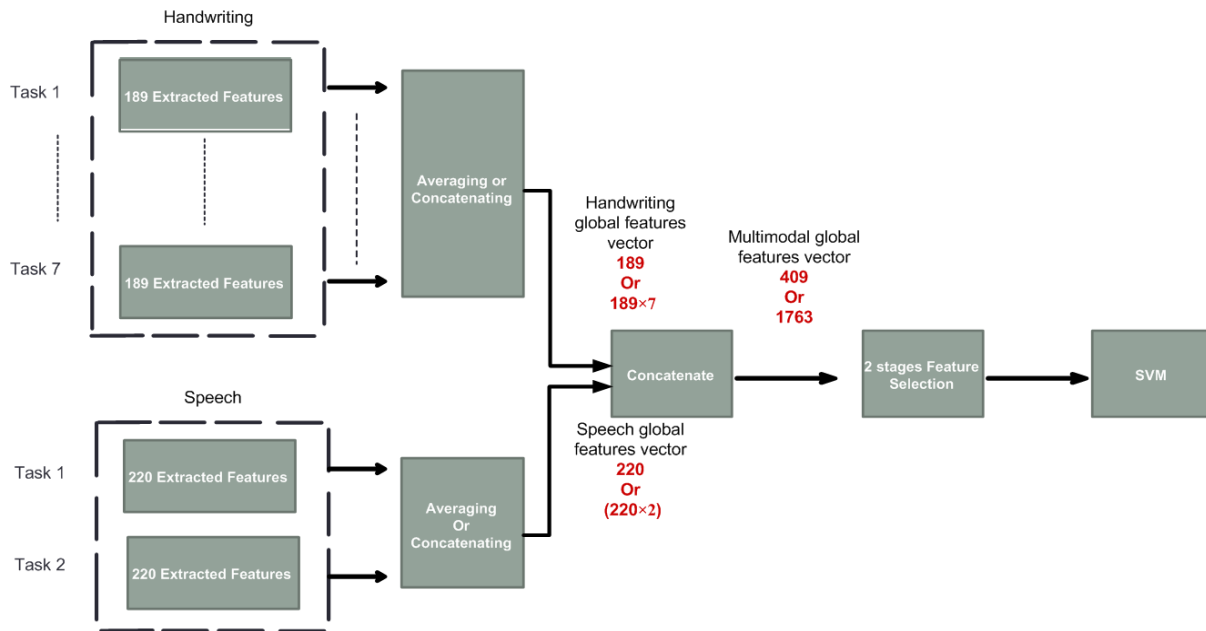 Handwriting
Task 1
189 Extracted Features
Averaging or
Concatenating
Task 7
189 Extracted Features
Handwriting
global features
vector
189
Or
189×7
Multimodal global
features vector
409
Or
1763
Concatenate
2 stages Feature
Selection
SVM
Speech
Task 1
220 Extracted Features
Averaging
Or
Concatenating
Task 2
220 Extracted Features
Speech global
features vector
220
Or
(220×2)